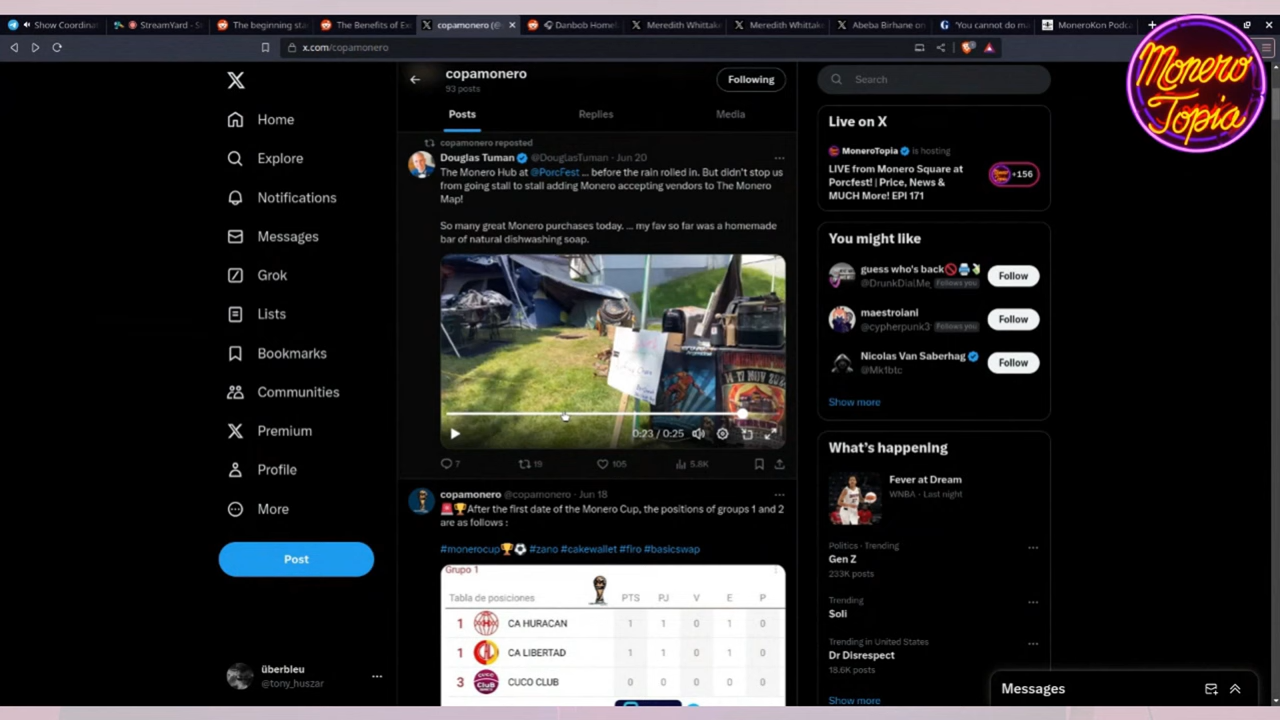 Shadow Coordinat
StreamYard - S
The beginning sta
The Benefits of Ex
copamonero (@
Danbob Homel
Meredith Whittak
Meredith Whittak
Abeba Birhane on
'You cannot do ma
MoneroKon Podc
x.com/copamonero
Monero
Topia
Home
Explore
Notifications
Messages
Grok
Lists
Bookmarks
Communities
Premium
Profile
More
Post
überbleu
@tony_huszar
copamonero
93 posts
Following
Posts
Replies
Media
copamonero reposted
Douglas Tuman @DouglasTuman · Jun 20
The Monero Hub at @PorcFest ... before the rain rolled in. But didn't stop us
from going stall to stall adding Monero accepting vendors to The Monero
Map!
So many great Monero purchases today. ... my fav so far was a homemade
bar of natural dishwashing soap.
14-17 NOV 202
0:23 / 0:25
7
19
105
5.8K
copamonero @copamonero · Jun 18
🚨🏆After the first date of the Monero Cup, the positions of groups 1 and 2
are as follows :
#monerocup🏆⚽ #zano #cakewallet #firo #basicswap
Grupo 1
Tabla de posiciones PTS PJ V E P
1 CA HURACAN 1 1 0 1 0
1 CA LIBERTAD 1 1 0 1 0
3 CUCO CLUB 0 0 0 0 0
Search
Live on X
MoneroTopia is hosting
LIVE from Monero Square at
Porcfest! | Price, News &
MUCH More! EPI 171
+156
You might like
guess who's back
@DrunkDialMe_ Follows you
Follow
maestroiani
@cypherpunk3 Follows you
Follow
Nicolas Van Saberhag
@Mk1btc
Follow
Show more
What's happening
Fever at Dream
WNBA · Last night
Politics · Trending
Gen Z
233K posts
Trending
Soli
Trending in United States
Dr Disrespect
18.6K posts
Show more
Messages